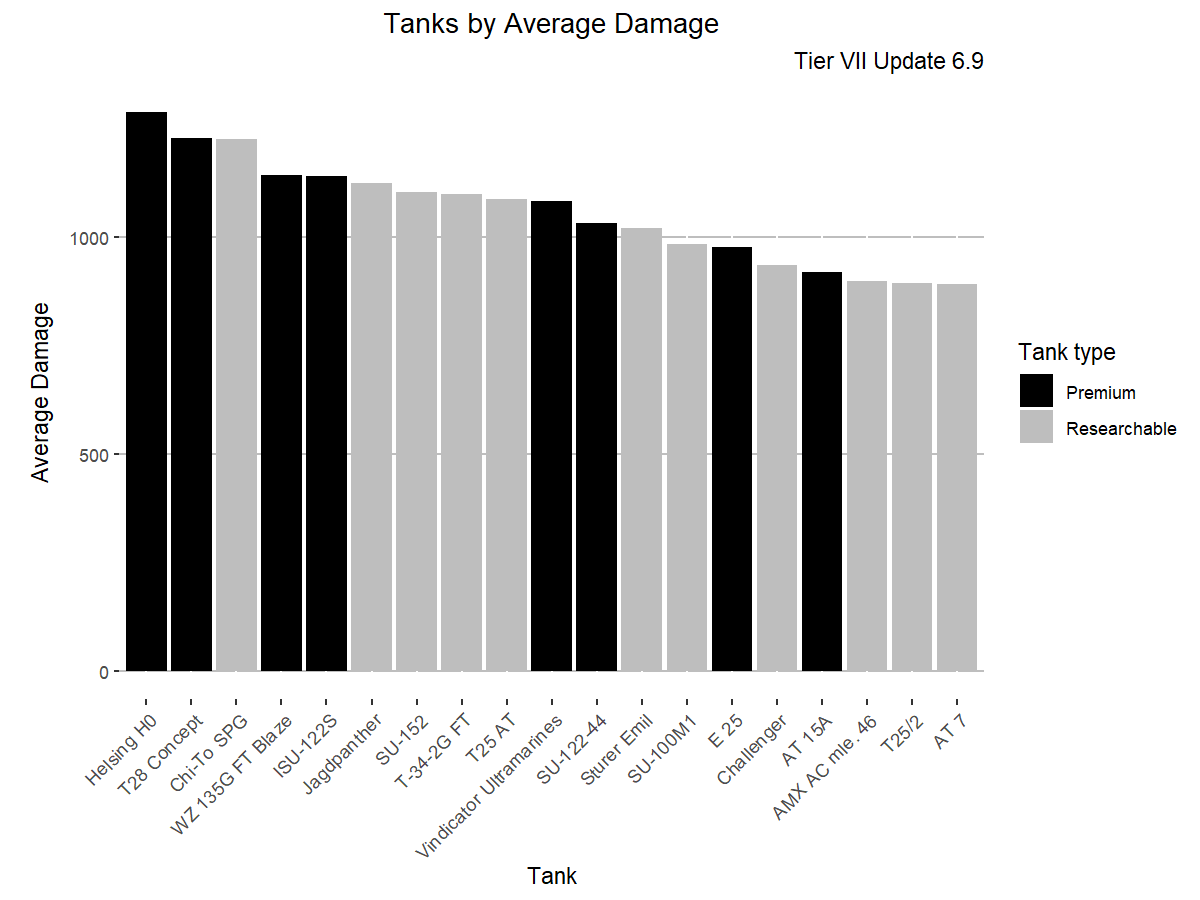 Tanks by Average Damage
Tier VII Update 6.9
Average Damage
1000
500
0
Helsing H0
T28 Concept
Chi-To SPG
WZ 135G FT Blaze
ISU-122S
Jagdpanther
SU-152
T-34-2G FT
T25 AT
Vindicator Ultramarines
SU-122-44
Sturer Emil
SU-100M1
E 25
Challenger
AT 15A
AMX AC mle. 46
T25/2
AT 7
Tank
Tank type
Premium
Researchable